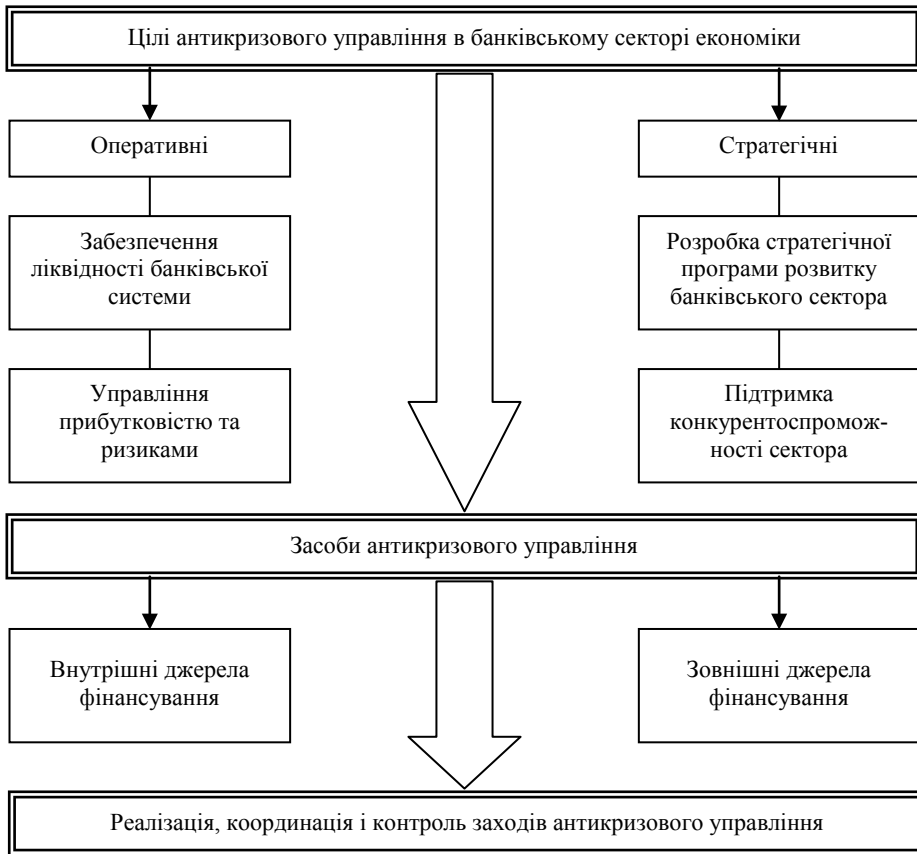 Цілі антикризового управління в банківському секторі економіки
Оперативні
Стратегічні
Забезпечення
ліквідності банківської
системи
Розробка стратегічної
програми розвитку
банківського сектора
Управління
прибутковістю та
ризиками
Підтримка
конкурентоспромож-
ності сектора
Засоби антикризового управління
Внутрішні джерела
фінансування
Зовнішні джерела
фінансування
Реалізація, координація і контроль заходів антикризового управління